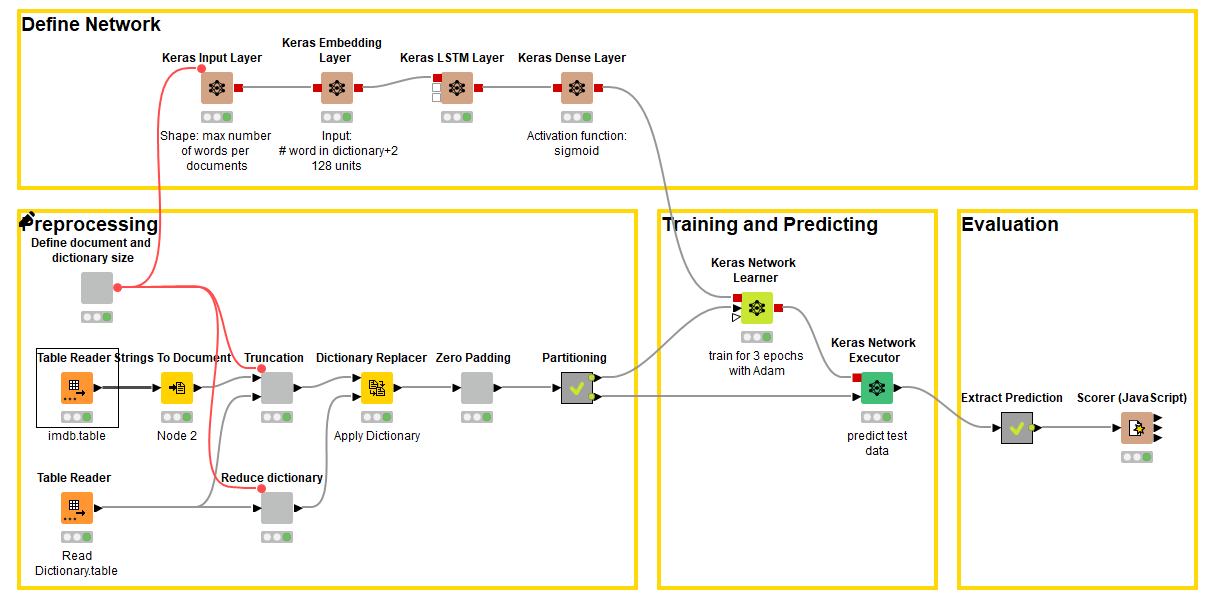 Define Network
Keras Input Layer
Shape: max number
of words per
documents
Keras Embedding
Layer
Input:
# word in dictionary+2
128 units
Keras LSTM Layer
Keras Dense Layer
Activation function:
sigmoid
Preprocessing
Define document and
dictionary size
Table Reader
imdb.table
Strings To Document
Node 2
Truncation
Dictionary Replacer
Apply Dictionary
Zero Padding
Partitioning
Table Reader
Read
Dictionary.table
Reduce dictionary
Training and Predicting
Keras Network
Learner
train for 3 epochs
with Adam
Keras Network
Executor
predict test
data
Evaluation
Extract Prediction
Scorer (JavaScript)